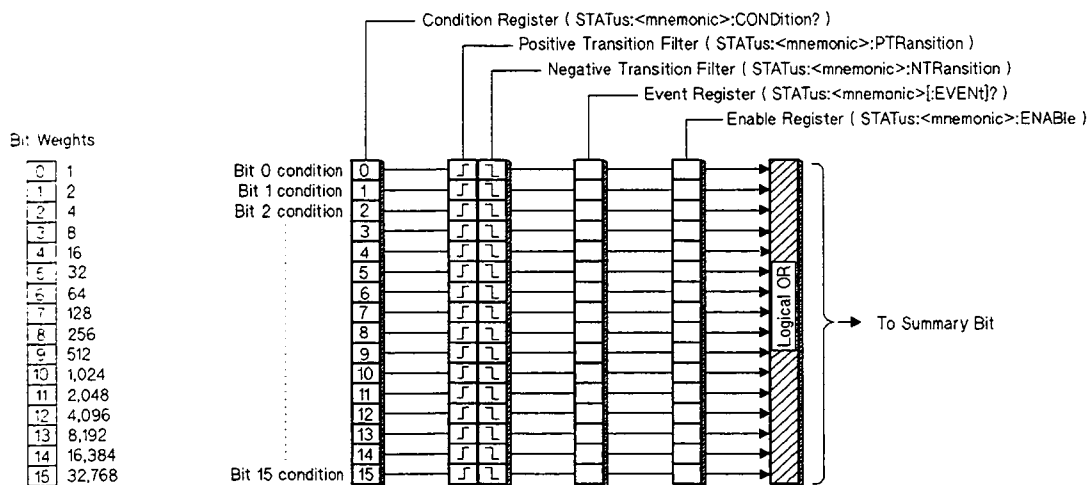 Condition Register ( STATus:<mnemonic>:CONDition? )
Positive Transition Filter ( STATus:<mnemonic>:PTRansition )
Negative Transition Filter ( STATus:<mnemonic>:NTRansition )
Event Register ( STATus:<mnemonic>[:EVENt]? )
Enable Register ( STATus:<mnemonic>:ENABle )
Bit Weights
0 1
1 2
2 4
3 8
4 16
5 32
6 64
7 128
8 256
9 512
10 1,024
11 2,048
12 4,096
13 8,192
14 16,384
15 32,768
Bit 0 condition 0
Bit 1 condition 1
Bit 2 condition 2
3
4
5
6
7
8
9
10
11
12
13
14
Bit 15 condition 15
Logical OR
To Summary Bit